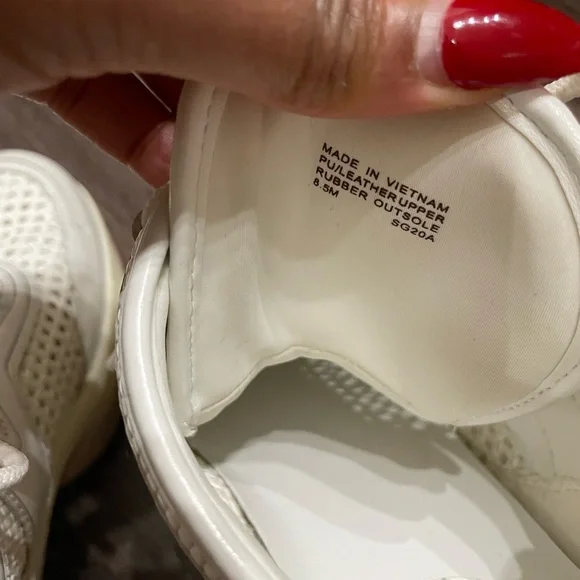 MADE IN VIETNAM
PU/LEATHER UPPER
RUBBER OUTSOLE
8.5M SG20A